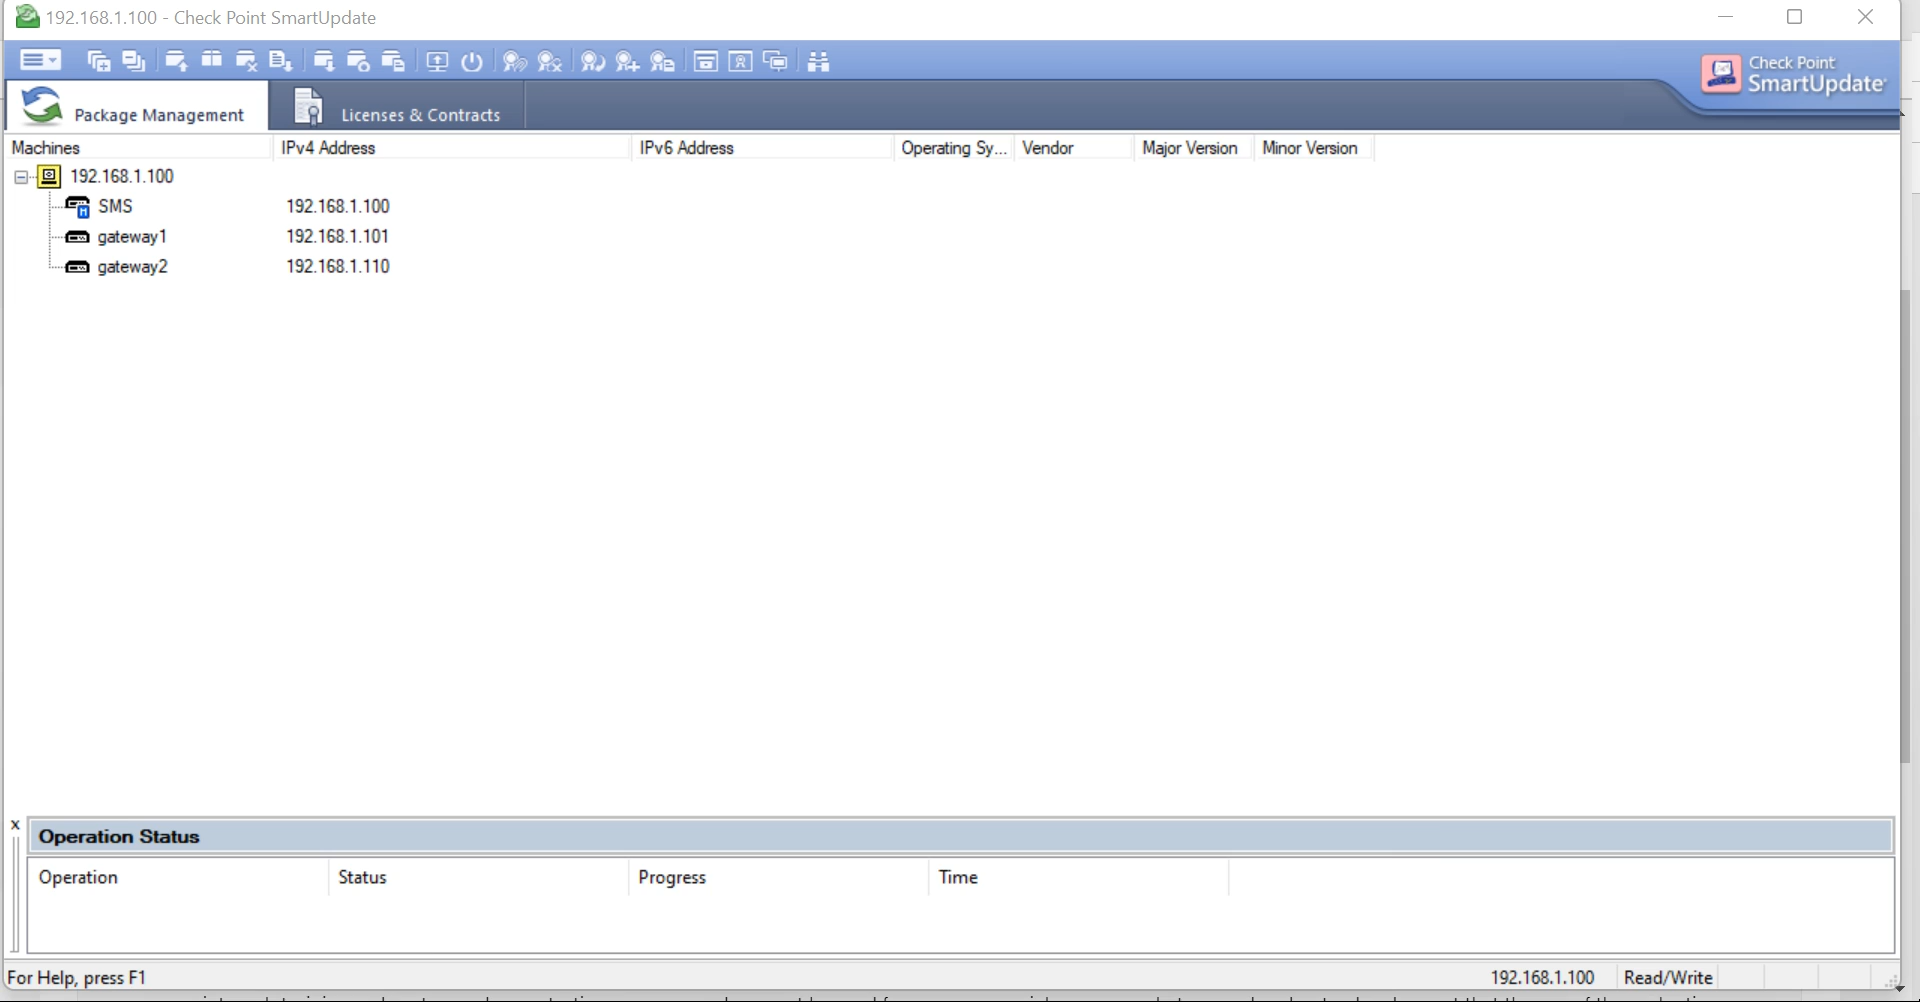 192.168.1.100 - Check Point SmartUpdate
Check Point
SmartUpdate
Package Management
Licenses & Contracts
Machines IPv4 Address IPv6 Address Operating Sy... Vendor Major Version Minor Version
192.168.1.100
SMS 192.168.1.100
gateway1 192.168.1.101
gateway2 192.168.1.110
x
Operation Status
Operation Status Progress Time
For Help, press F1
192.168.1.100 Read/Write